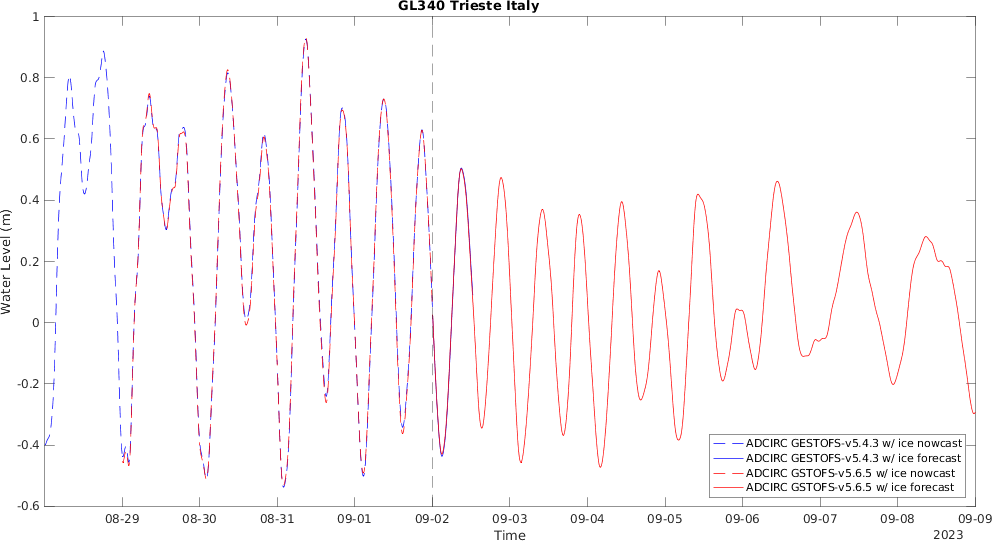 GL340 Trieste Italy
1
0.8
0.6
0.4
0.2
0
-0.2
-0.4
-0.6
Water Level (m)
ADCIRC GESTOFS-v5.4.3 w/ ice nowcast
ADCIRC GESTOFS-v5.4.3 w/ ice forecast
ADCIRC GSTOFS-v5.6.5 w/ ice nowcast
ADCIRC GSTOFS-v5.6.5 w/ ice forecast
08-29 08-30 08-31 09-01 09-02 09-03 09-04 09-05 09-06 09-07 09-08 09-09
Time
2023